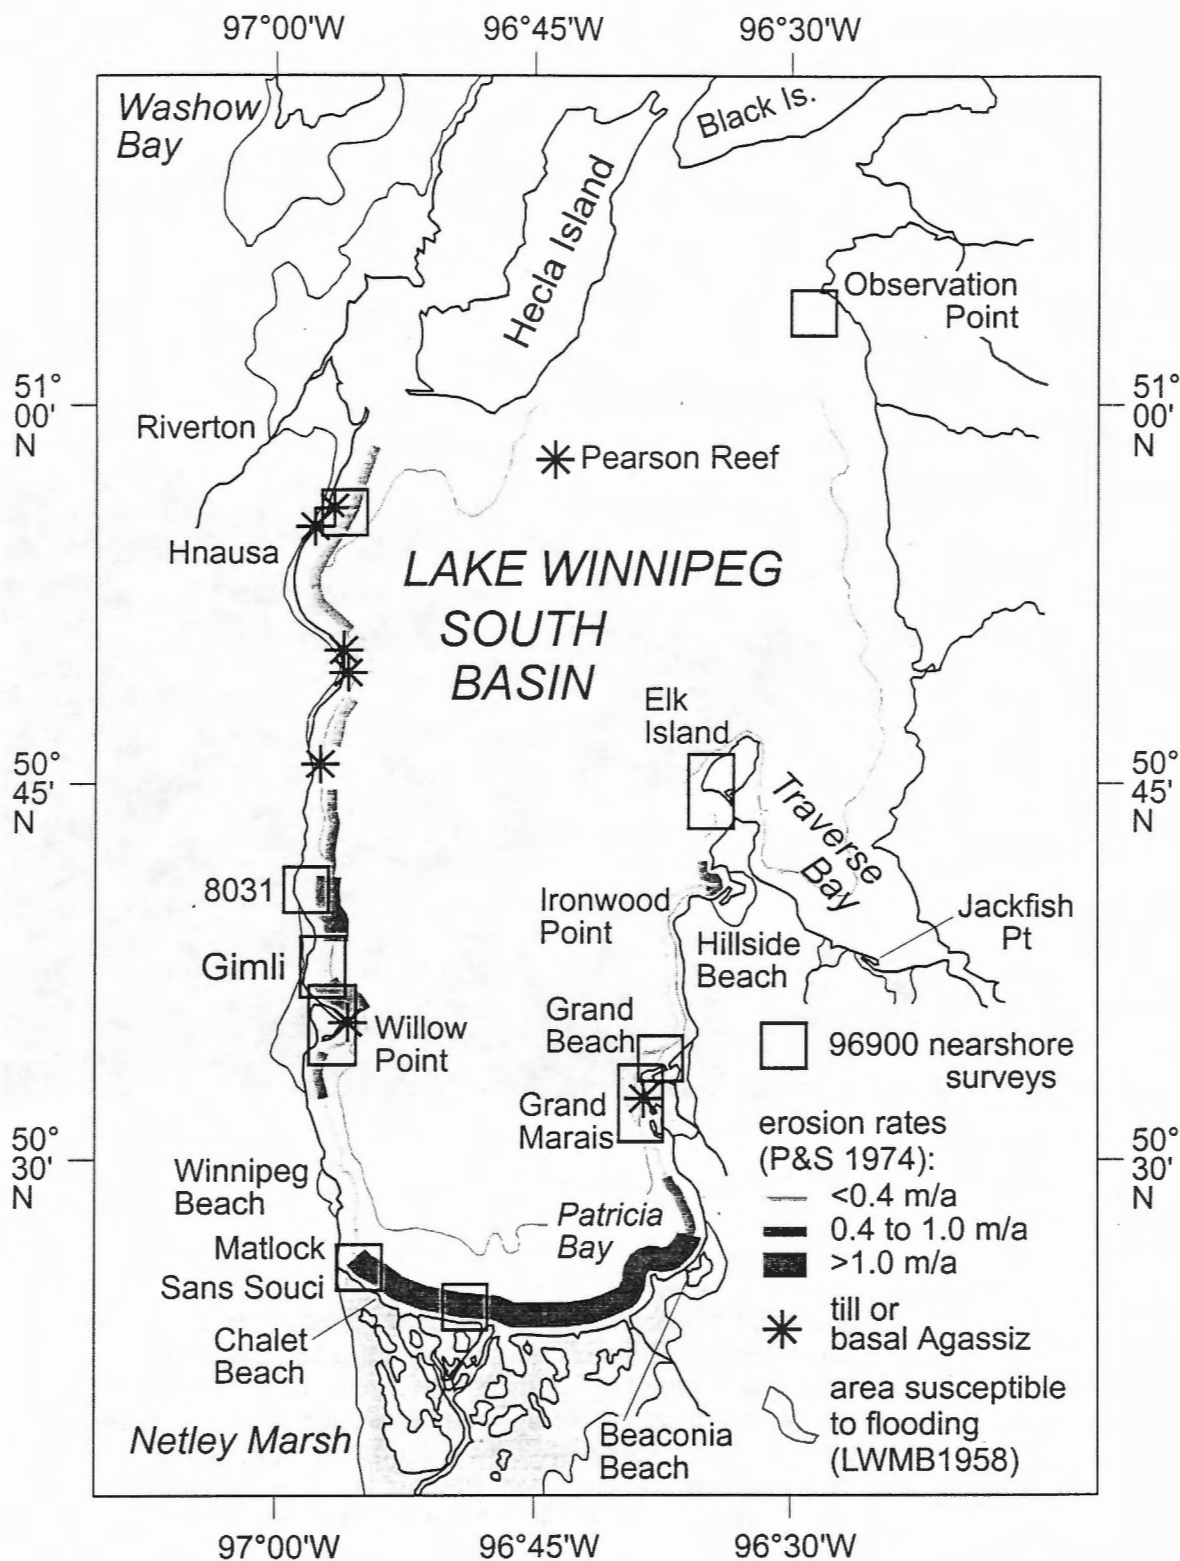 97°00'W
96°45'W
96°30'W
Washow
Bay
Black Is.
Hecla Island
Observation
Point
51°
00'
N
51°
00'
N
Riverton
Pearson Reef
Hnausa
LAKE WINNIPEG
SOUTH
BASIN
Elk
Island
50°
45'
N
50°
45'
N
Traverse
Bay
8031
Ironwood
Point
Jackfish
Pt
Hillside
Beach
Gimli
Willow
Point
Grand
Beach
96900 nearshore
surveys
Grand
Marais
erosion rates
(P&S 1974):
<0.4 m/a
0.4 to 1.0 m/a
>1.0 m/a
50°
30'
N
50°
30'
N
Winnipeg
Beach
Patricia
Bay
Matlock
Sans Souci
Chalet
Beach
till or
basal Agassiz
area susceptible
to flooding
(LWMB1958)
Netley Marsh
Beaconia
Beach
97°00'W
96°45'W
96°30'W